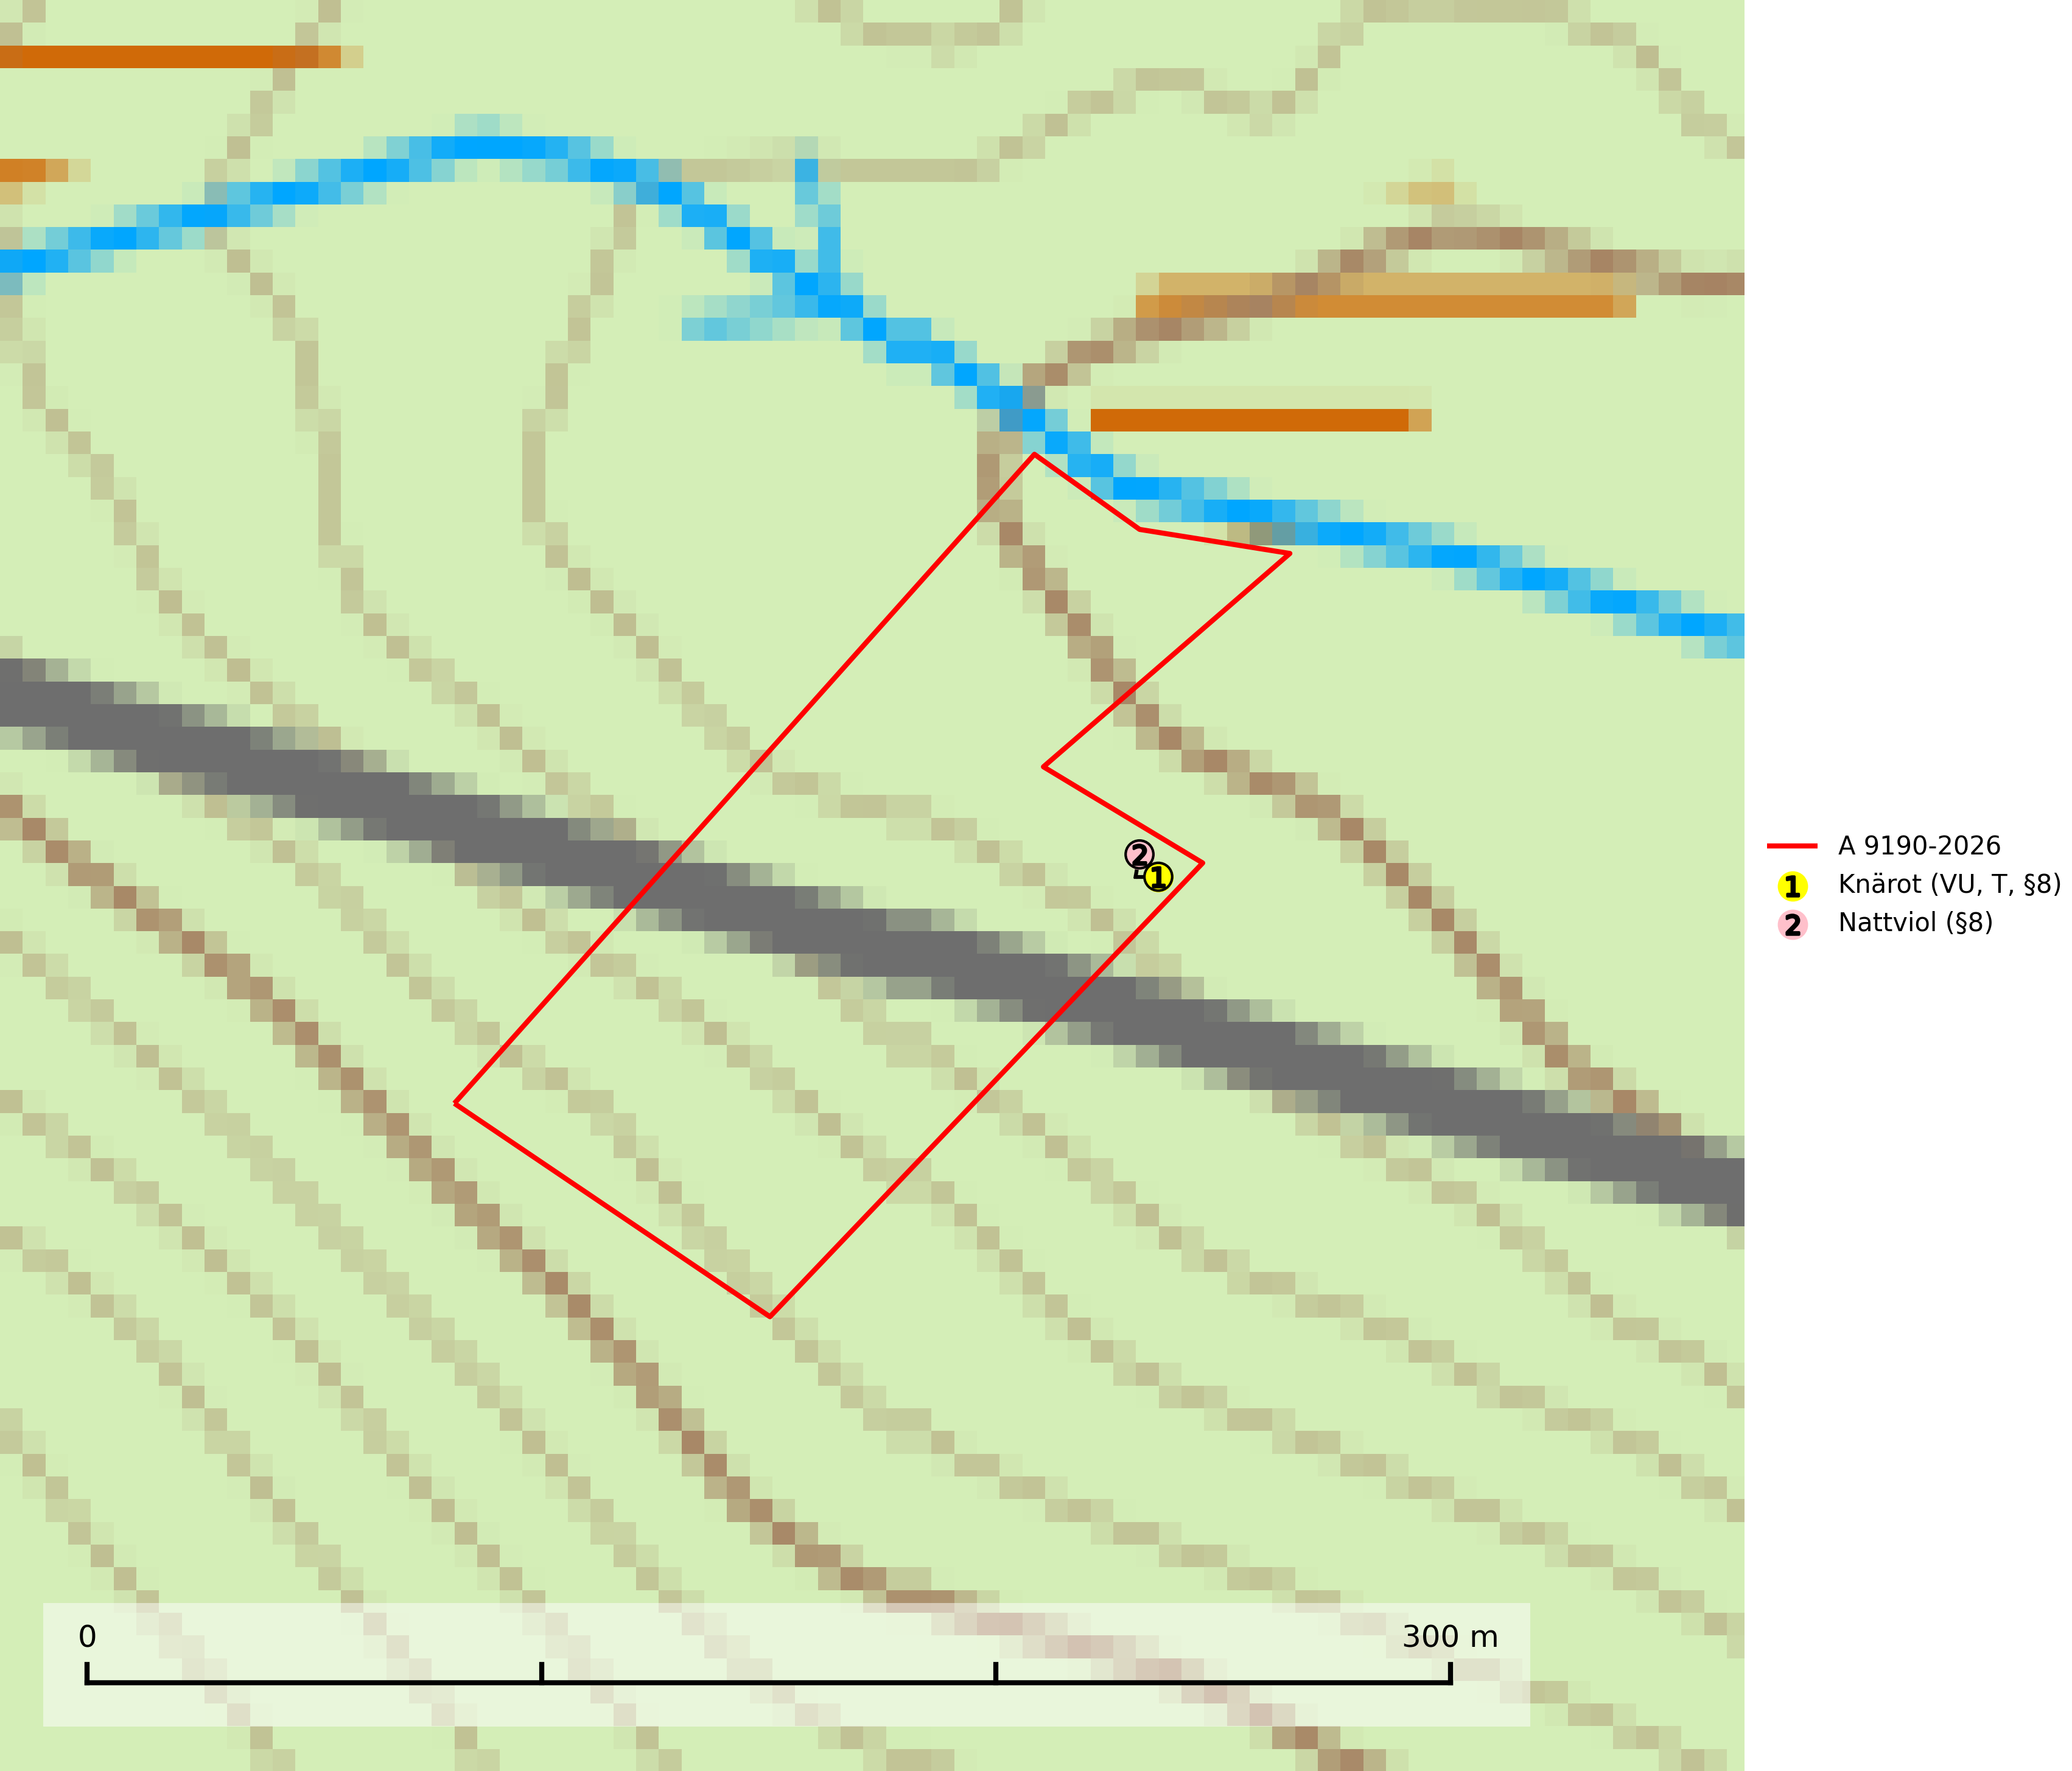 2
1
A 9190-2026
1 Knärot (VU, T, §8)
2 Nattviol (§8)
0 300 m